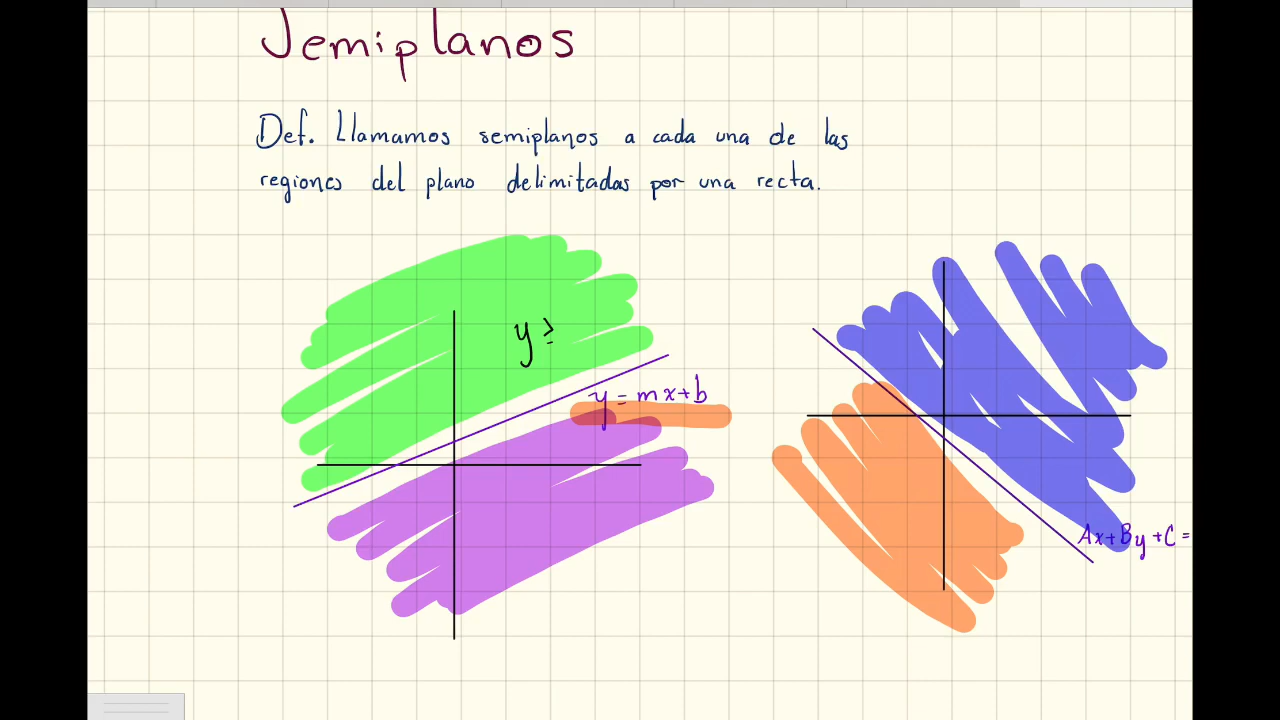 Semiplanos
Def. Llamamos semiplanos a cada una de las
regiones del plano delimitadas por una recta.
y ≥
y = mx+b
Ax+By+C =